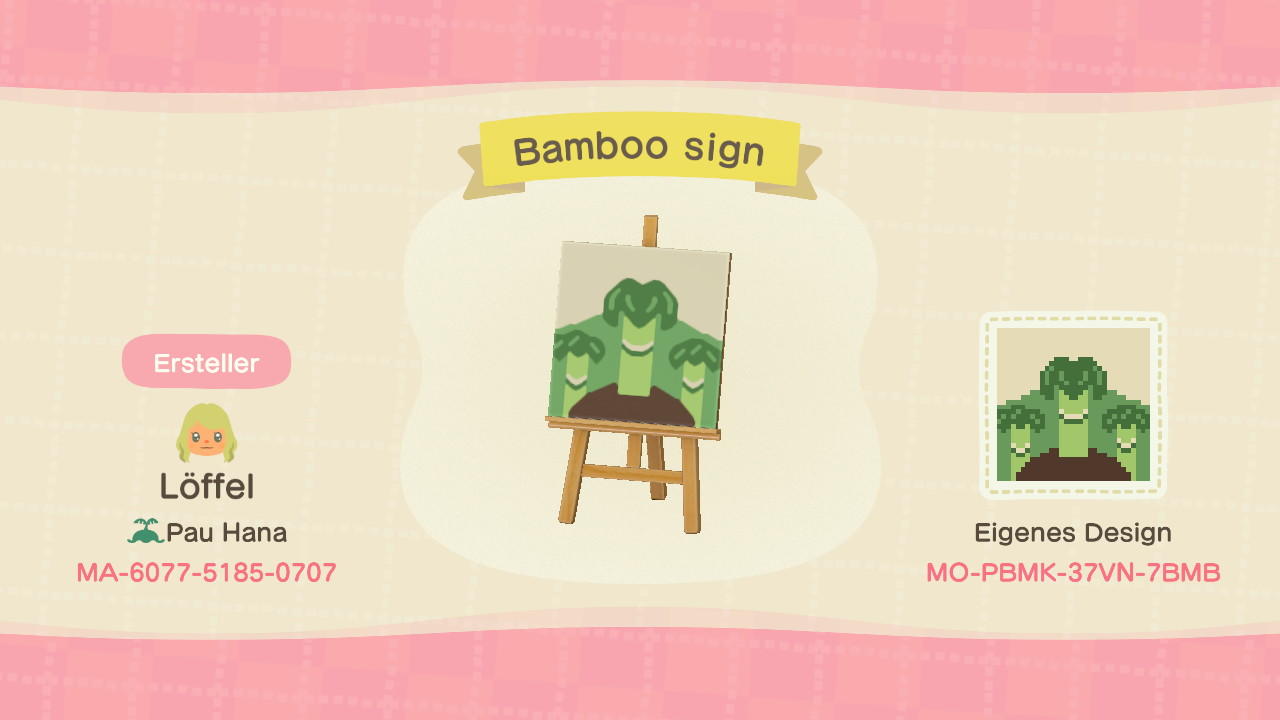 Bamboo sign
Ersteller
Löffel
Pau Hana
MA-6077-5185-0707
Eigenes Design
MO-PBMK-37VN-7BMB